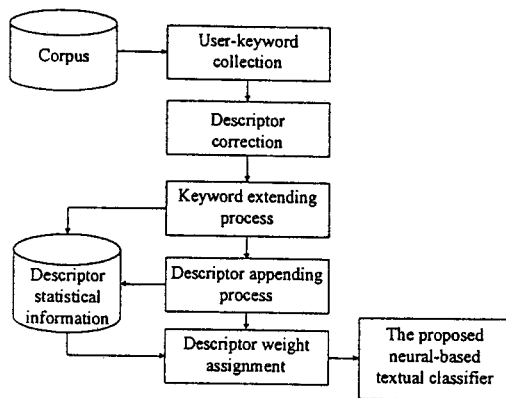 Corpus
User-keyword
collection
Descriptor
correction
Keyword extending
process
Descriptor
statistical
information
Descriptor appending
process
Descriptor weight
assignment
The proposed
neural-based
textual classifier